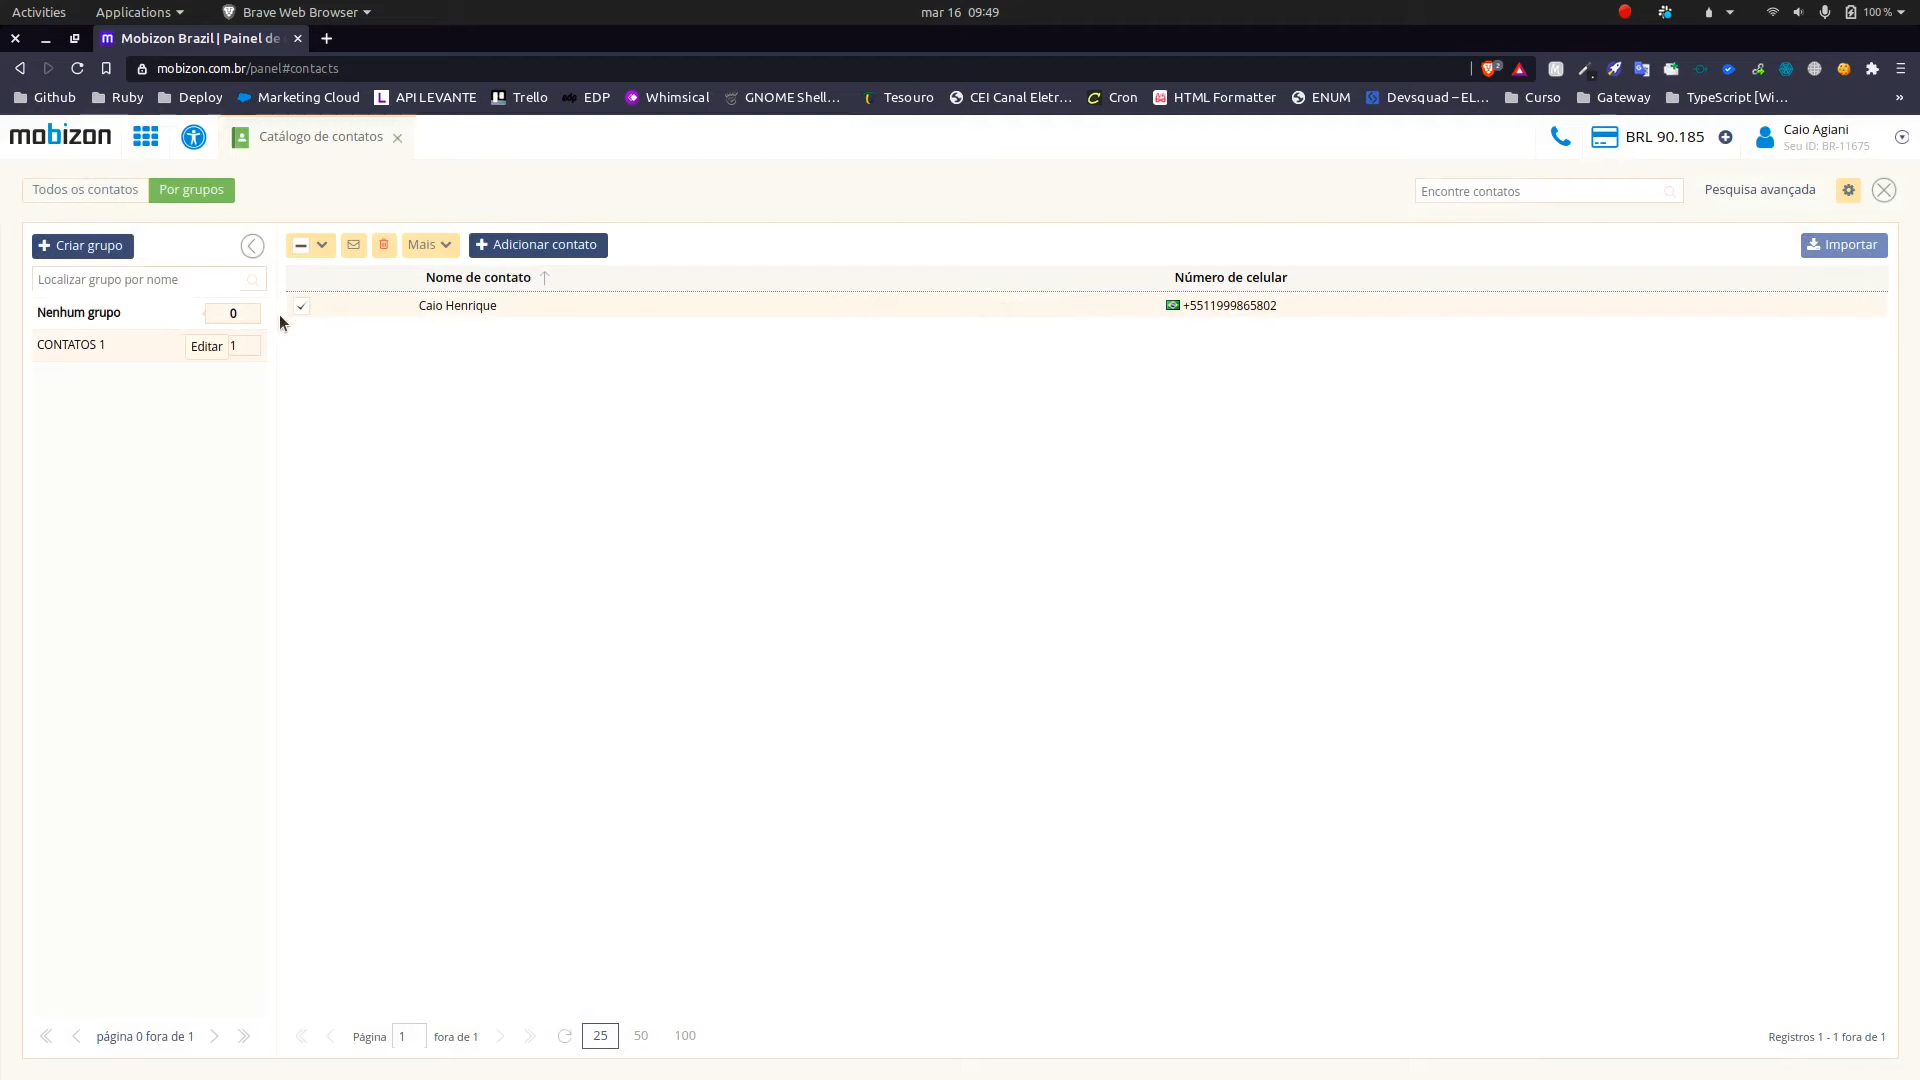 Activities Applications Brave Web Browser mar 16 09:49 100 %
Mobizon Brazil | Painel de
mobizon.com.br/panel#contacts 2
Github Ruby Deploy Marketing Cloud API LEVANTE Trello EDP Whimsical GNOME Shell... Tesouro CEI Canal Eletr... Cron HTML Formatter ENUM Devsquad – EL... Curso Gateway TypeScript [Wi... »
mobizon Catálogo de contatos BRL 90.185 Caio Agiani
Seu ID: BR-11675
Todos os contatos Por grupos Encontre contatos Pesquisa avançada
Criar grupo Mais Adicionar contato Importar
Localizar grupo por nome Nome de contato Número de celular
Nenhum grupo 0 Caio Henrique +5511999865802
CONTATOS 1 Editar 1
página 0 fora de 1 Página 1 fora de 1 25 50 100 Registros 1 - 1 fora de 1